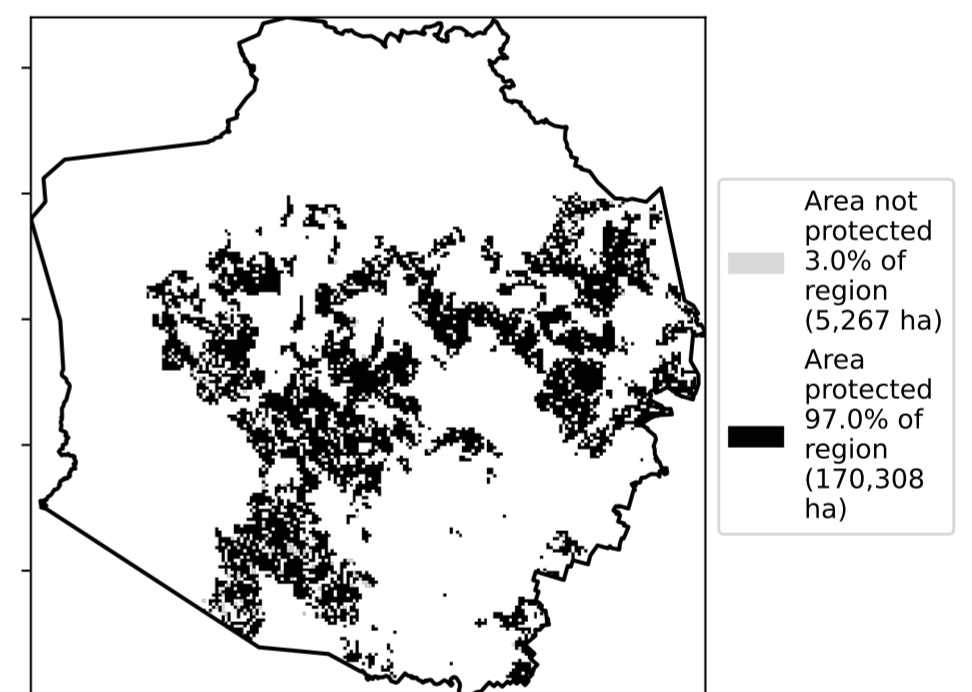 Area not
protected
3.0% of
region
(5,267 ha)
Area
protected
97.0% of
region
(170,308
ha)